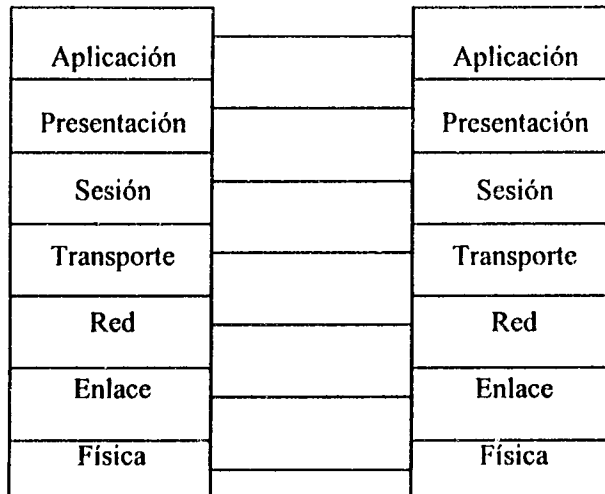 Aplicación Aplicación
Presentación Presentación
Sesión Sesión
Transporte Transporte
Red Red
Enlace Enlace
Física Física